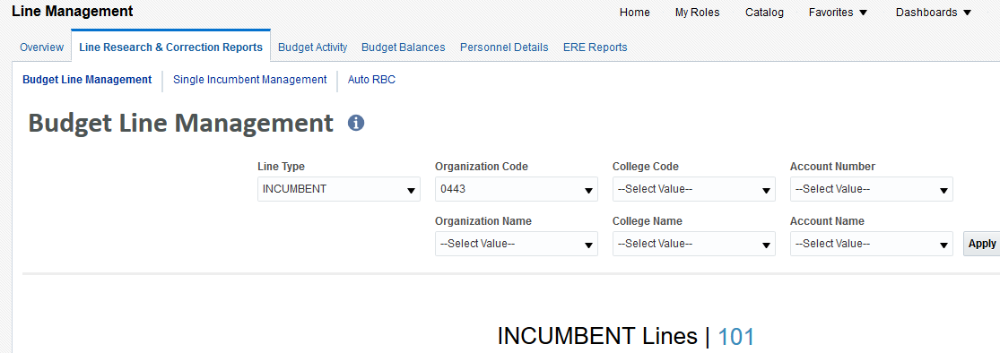 Line Management
Home My Roles Catalog Favorites Dashboards
Overview Line Research & Correction Reports Budget Activity Budget Balances Personnel Details ERE Reports
Budget Line Management Single Incumbent Management Auto RBC
Budget Line Management i
Line Type Organization Code College Code Account Number
INCUMBENT 0443 --Select Value-- --Select Value--
Organization Name College Name Account Name
--Select Value-- --Select Value-- --Select Value-- Apply
INCUMBENT Lines | 101